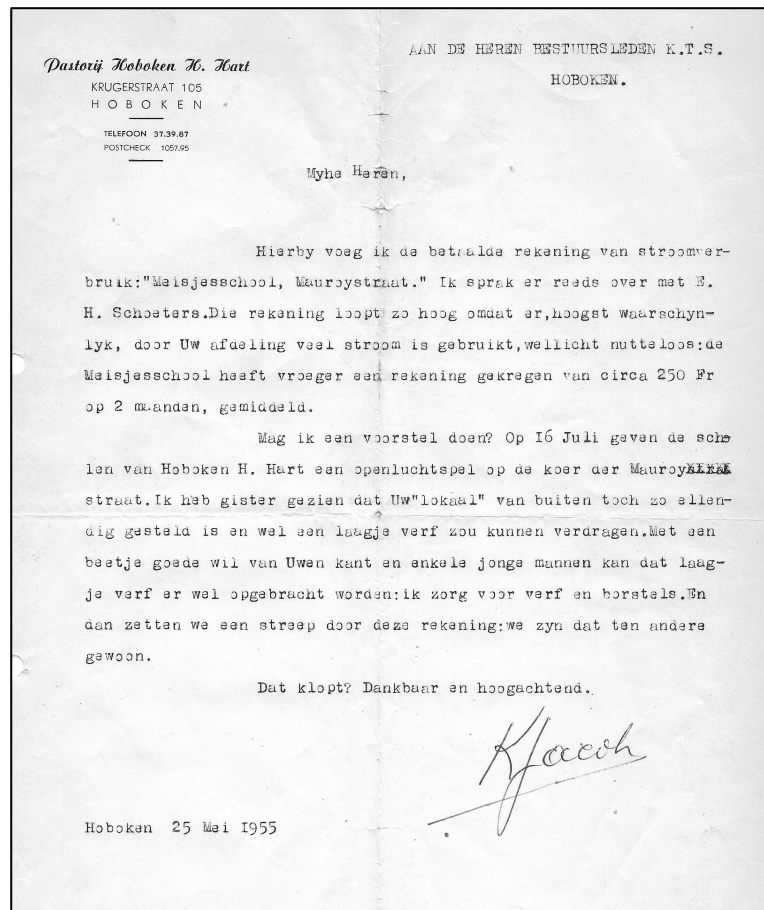 Pastorij Hoboken H. Hart
KRUGERSTRAAT 105
HOBOKEN
TELEFOON 37.39.87
POSTCHECK 1057.95
AAN DE HEREN BESTUURSLEDEN K.T.S.
HOBOKEN.
Myne Heren,
Hierby voeg ik de betaalde rekening van stroomver-
bruik:"Meisjesschool, Mauroystraat." Ik sprak er reeds over met E.
H. Schoeters.Die rekening loopt zo hoog omdat er,hoogst waarschyn-
lyk, door Uw afdeling veel stroom is gebruikt,wellicht nutteloos:de
Meisjesschool heeft vroeger een rekening gekregen van circa 250 Fr
op 2 maanden, gemiddeld.
Mag ik een voorstel doen? Op I6 Juli geven de scho
len van Hoboken H. Hart een openluchtspel op de koer der Mauroy
straat.Ik heb gister gezien dat Uw"lokaal" van buiten toch zo ellen-
dig gesteld is en wel een laagje verf zou kunnen verdragen.Met een
beetje goede wil van Uwen kant en enkele jonge mannen kan dat laag-
je verf er wel opgebracht worden:ik zorg voor verf en borstels.En
dan zetten we een streep door deze rekening:we zyn dat ten andere
gewoon.
Dat klopt? Dankbaar en hoogachtend.
KJacoh
Hoboken 25 Mei I955